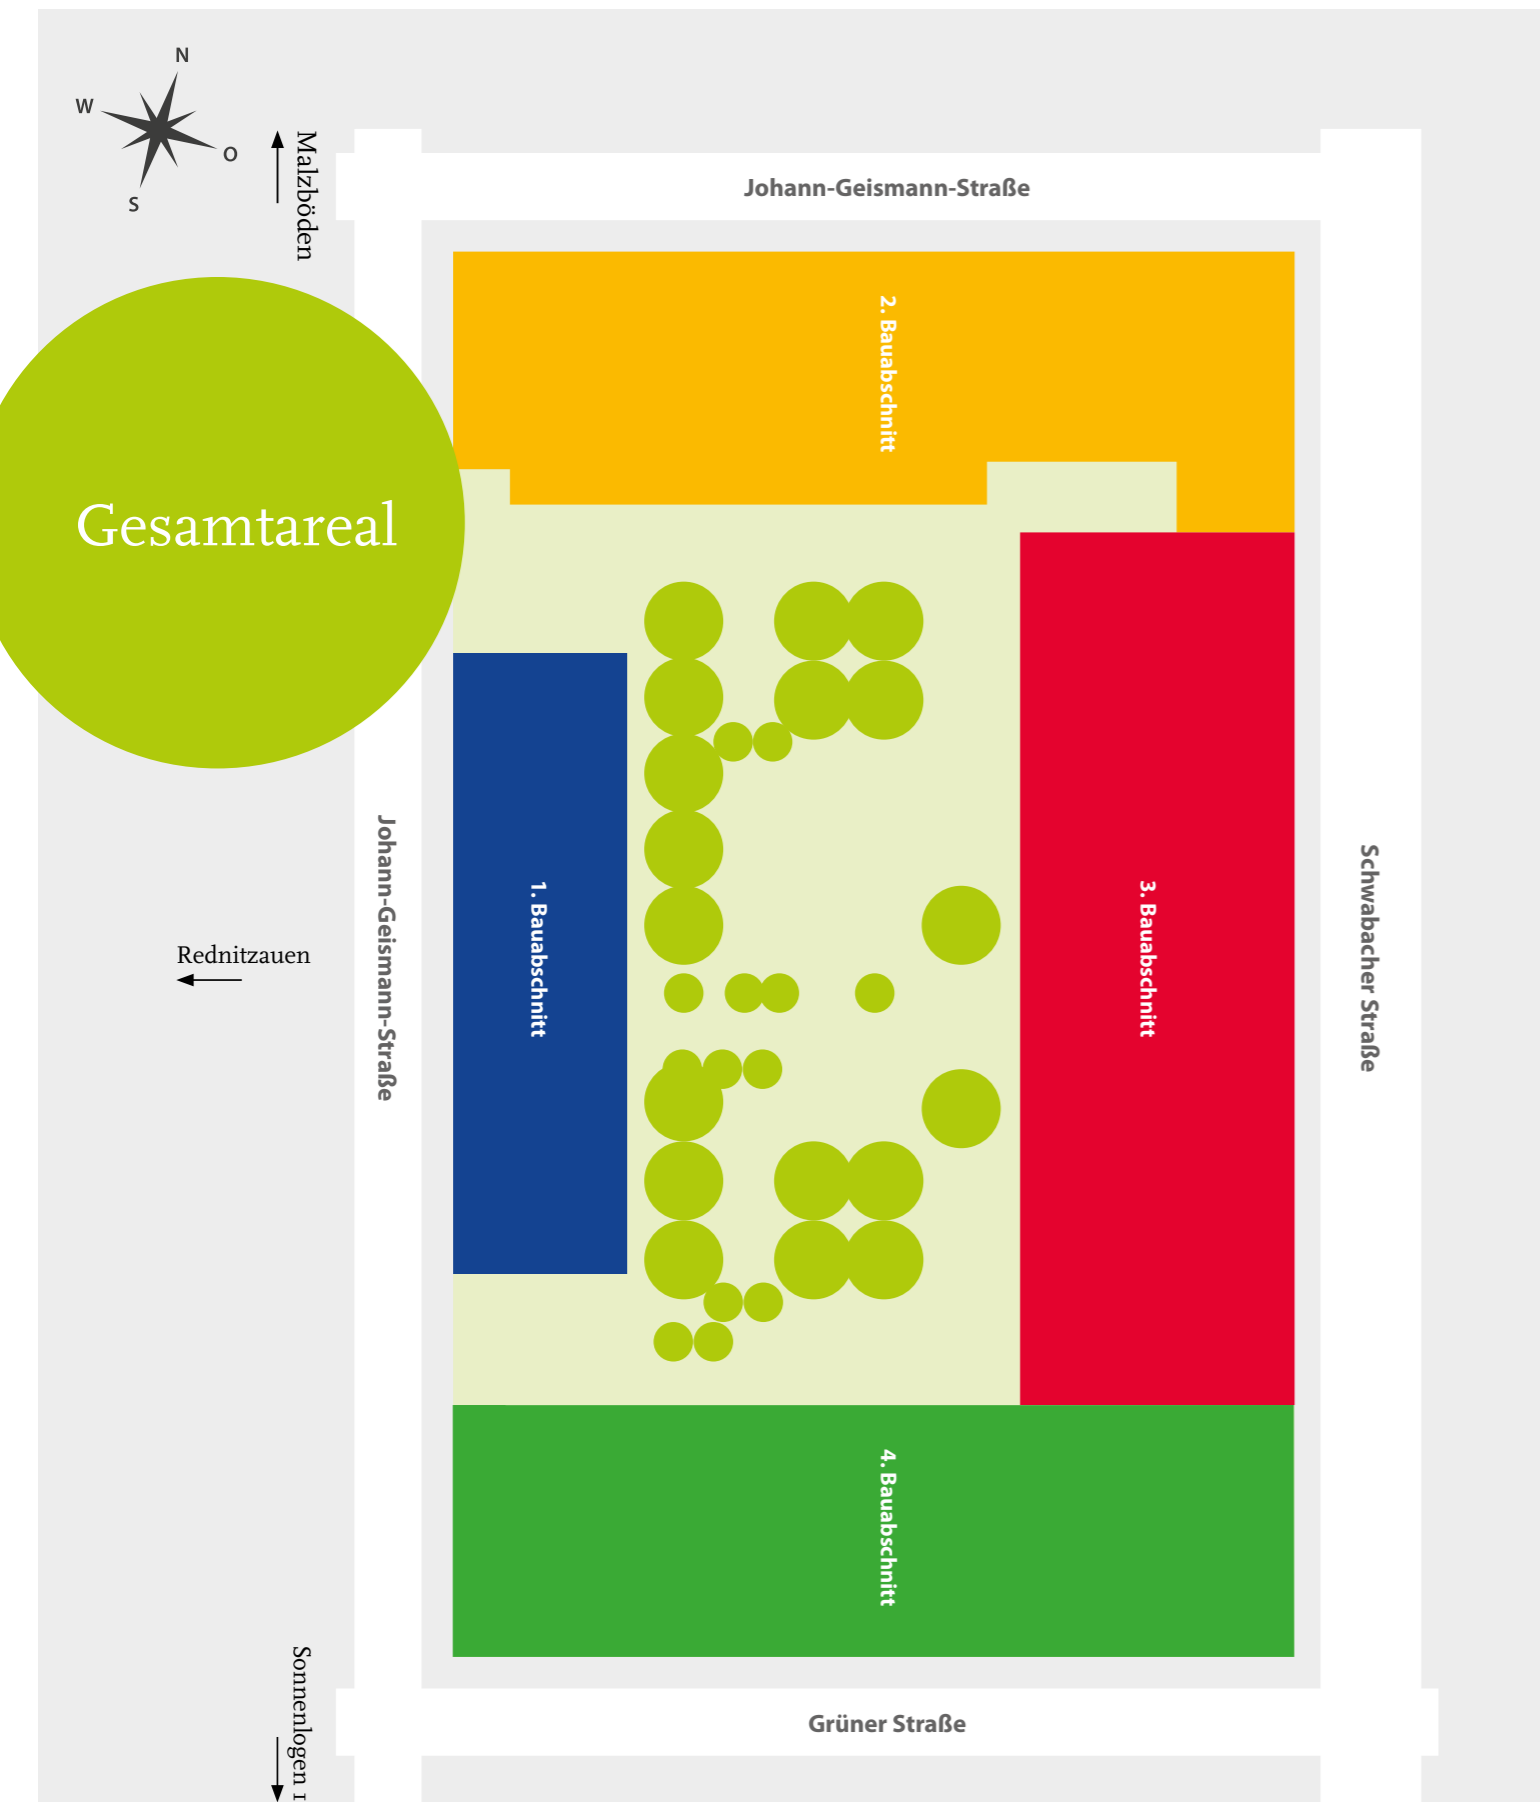 N
W
O
S
Malzböden
Johann-Geismann-Straße
2. Bauabschnitt
Gesamtareal
Johann-Geismann-Straße
1. Bauabschnitt
3. Bauabschnitt
Schwabacher Straße
Rednitzauen
4. Bauabschnitt
Sonnenlogen 1
Grüner Straße